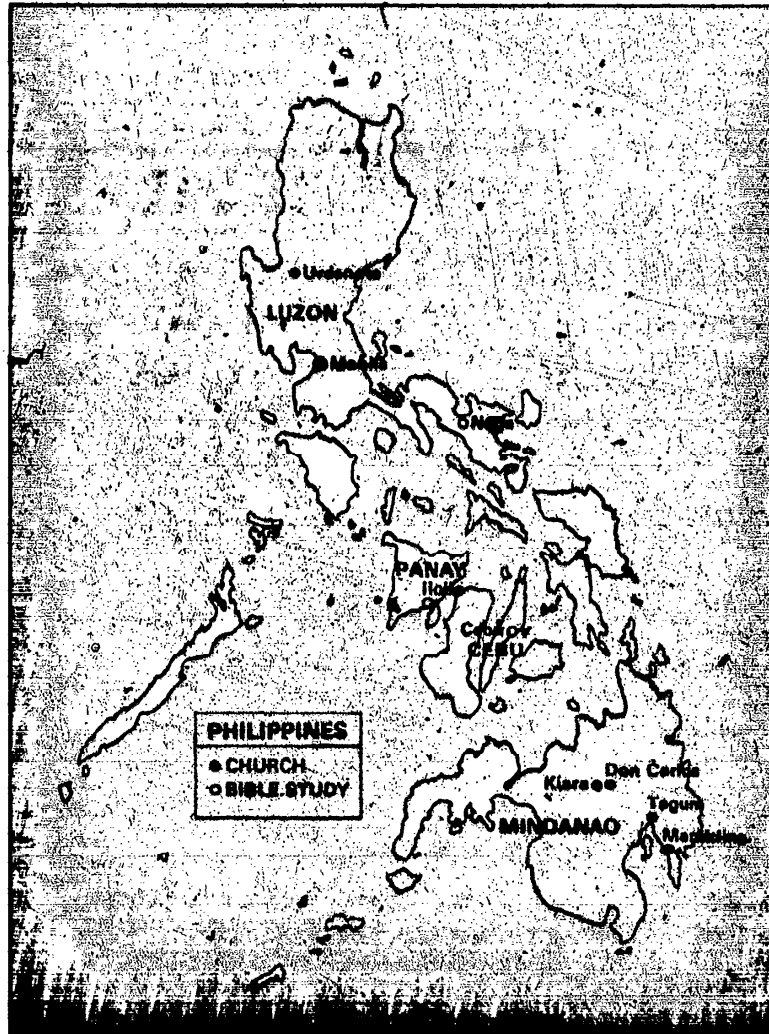 Urdaneta
LUZON
Manila
Naga
PANAY
Iloilo
CEBU
PHILIPPINES
CHURCH
BIBLE STUDY
Don Carlos
Kiara
Tagum
MINDANAO